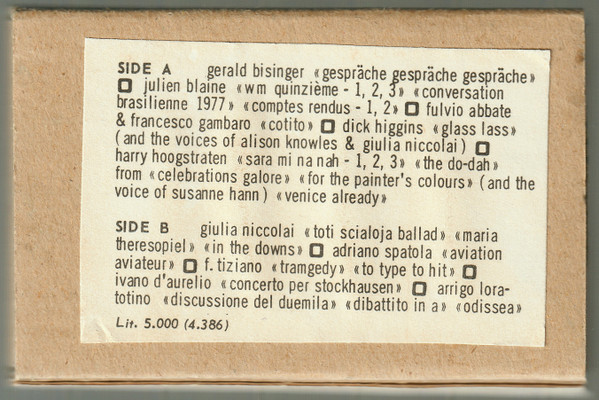 SIDE A gerald bisinger «gespräche gespräche gespräche»
☐ julien blaine «wm quinzième - 1, 2, 3» «conversation
brasilienne 1977» «comptes rendus - 1, 2» ☐ fulvio abbate
& francesco gambaro «cotito» ☐ dick higgins «glass lass»
(and the voices of alison knowles & giulia niccolai) ☐
harry hoogstraten «sara mi na nah - 1, 2, 3» «the do-dah»
from «celebrations galore» «for the painter's colours» (and the
voice of susanne hann) «venice already»
SIDE B giulia niccolai «toti scialoja ballad» «maria
theresopiel» «in the downs» ☐ adriano spatola «aviation
aviateur» ☐ f. tiziano «tramgedy» «to type to hit» ☐
ivano d'aurelio «concerto per stockhausen» ☐ arrigo lora-
totino «discussione del duemila» «dibattito in a» «odissea»
Lit. 5.000 (4.386)